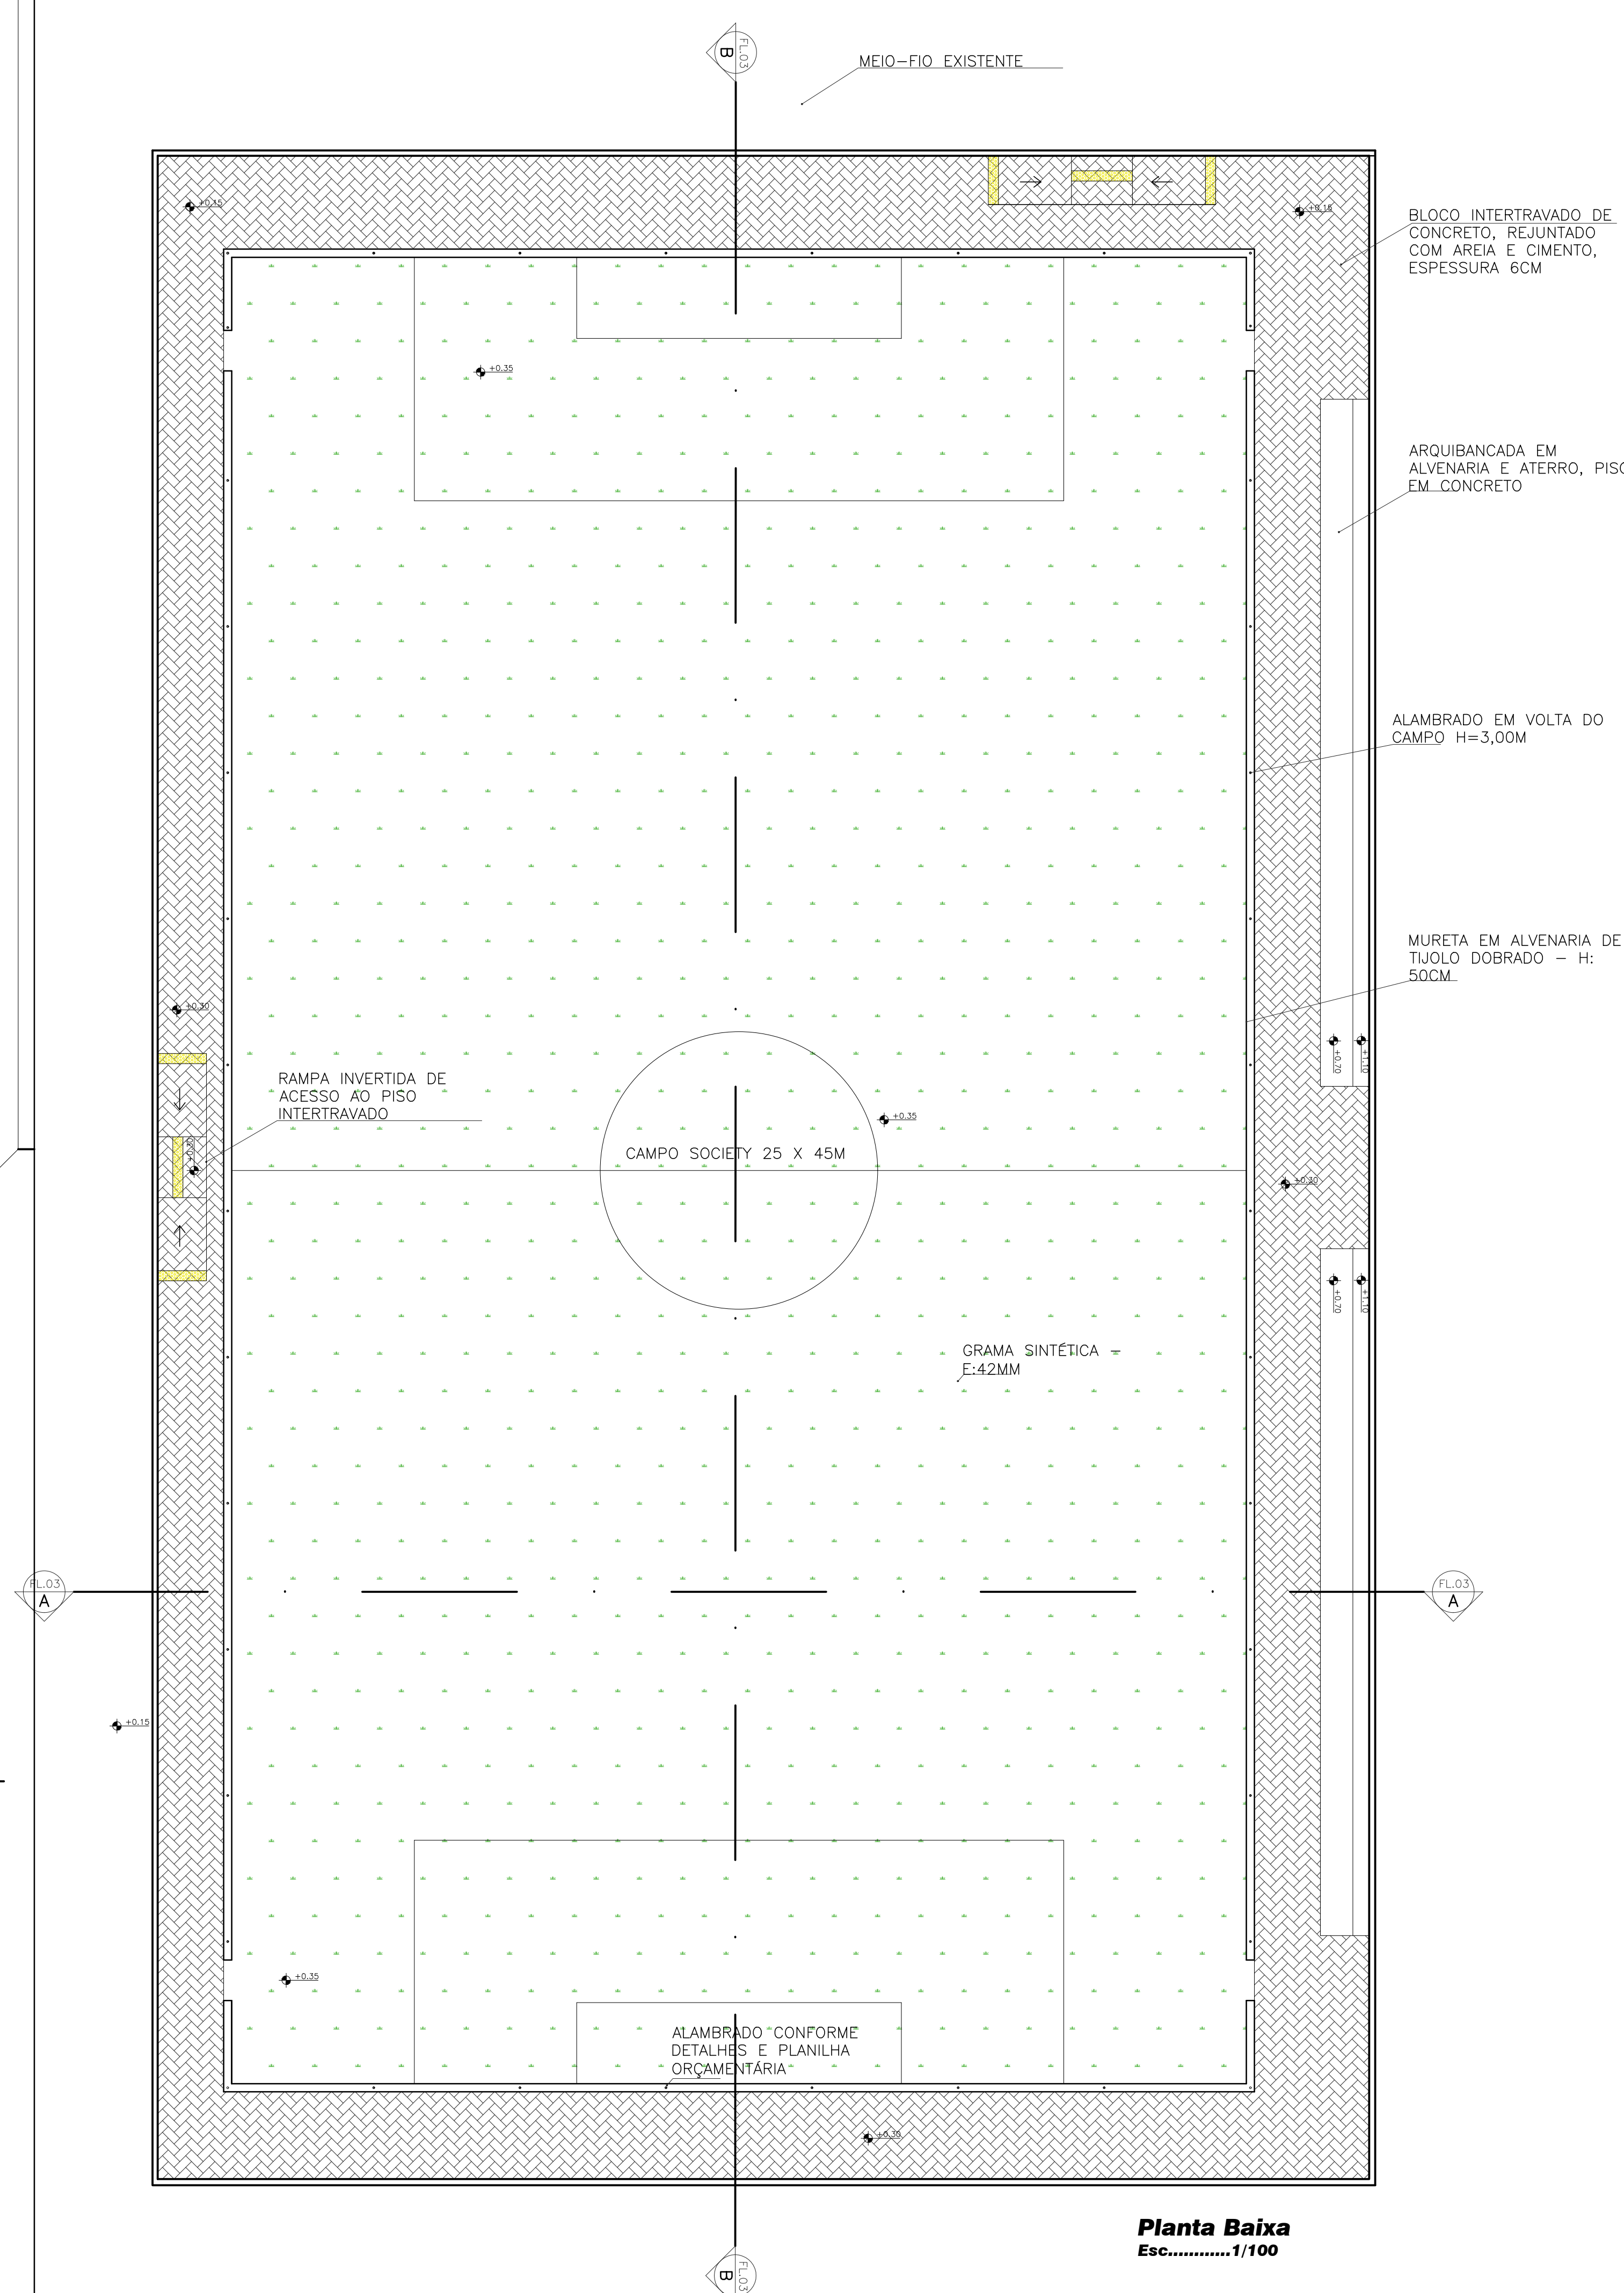 FL.03
B
MEIO-FIO EXISTENTE
+0.15
+0.15
BLOCO INTERTRAVADO DE
CONCRETO, REJUNTADO
COM AREIA E CIMENTO,
ESPESSURA 6CM
+0.35
ARQUIBANCADA EM
ALVENARIA E ATERRO, PISO
EM CONCRETO
ALAMBRADO EM VOLTA DO
CAMPO H=3,00M
MURETA EM ALVENARIA DE
TIJOLO DOBRADO - H:
50CM
+0.30
+0.70
+1.10
RAMPA INVERTIDA DE
ACESSO AO PISO
INTERTRAVADO
+0.35
+0.30
CAMPO SOCIETY 25 X 45M
+0.30
+0.70
+1.10
GRAMA SINTÉTICA -
E:42MM
FL.03
A
FL.03
A
+0.15
+0.35
ALAMBRADO CONFORME
DETALHES E PLANILHA
ORÇAMENTÁRIA
+0.30
Planta Baixa
Esc............1/100
FL.03
B